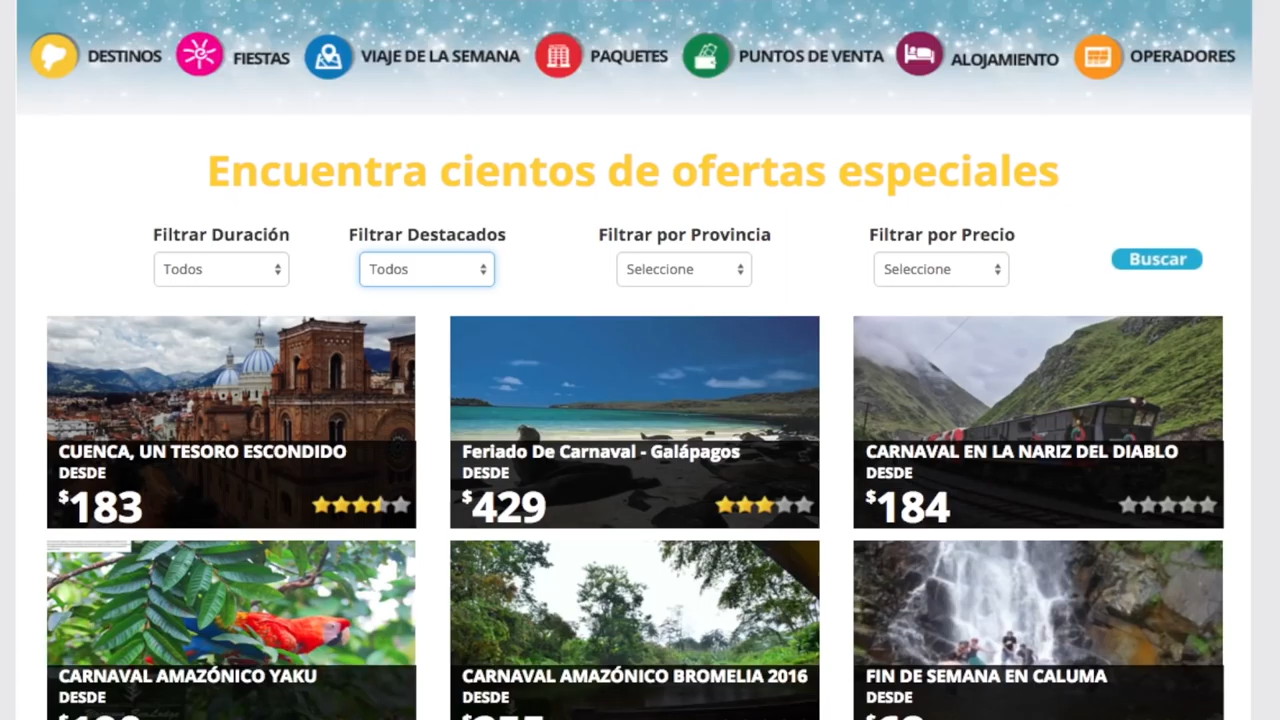 DESTINOS
FIESTAS
VIAJE DE LA SEMANA
PAQUETES
PUNTOS DE VENTA
ALOJAMIENTO
OPERADORES
Encuentra cientos de ofertas especiales
Filtrar Duración
Filtrar Destacados
Filtrar por Provincia
Filtrar por Precio
Todos
Todos
Seleccione
Seleccione
Buscar
CUENCA, UN TESORO ESCONDIDO
DESDE
$183
Feriado De Carnaval - Galápagos
DESDE
$429
CARNAVAL EN LA NARIZ DEL DIABLO
DESDE
$184
CARNAVAL AMAZÓNICO YAKU
DESDE
CARNAVAL AMAZÓNICO BROMELIA 2016
DESDE
FIN DE SEMANA EN CALUMA
DESDE